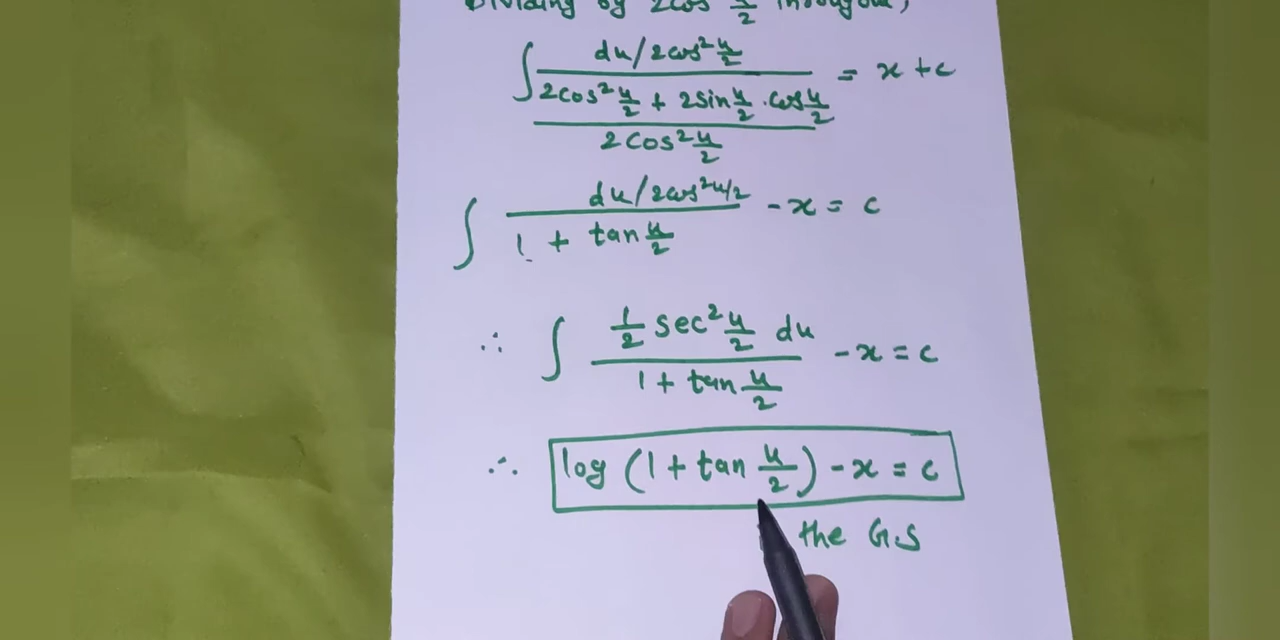 Dividing by 2cos² u/2 throughout,
∫ (du/2cos² u/2) / ((2cos² u/2 + 2sin u/2 . cos u/2) / (2cos² u/2)) = x + c
∫ (du/2cos² u/2) / (1 + tan u/2) - x = c
∴ ∫ (1/2 sec² u/2 du) / (1 + tan u/2) - x = c
∴ log (1 + tan u/2) - x = c
the G.S